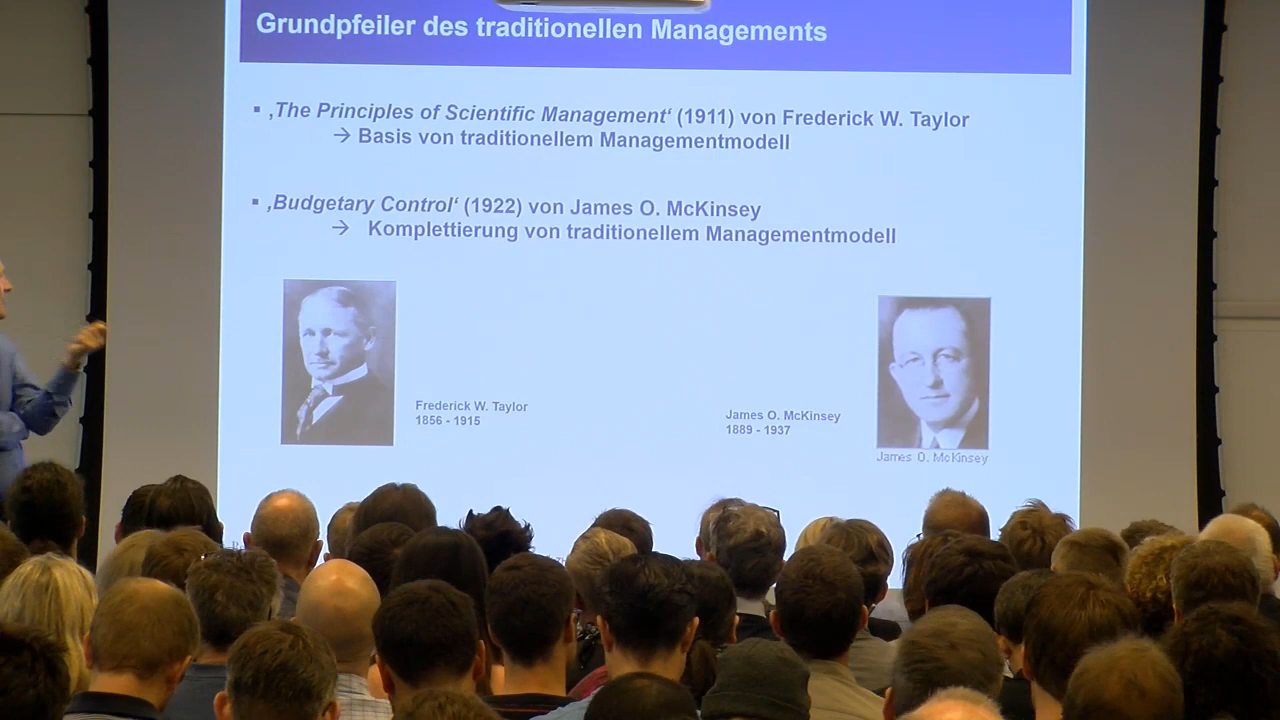 Grundpfeiler des traditionellen Managements
▪ ‚The Principles of Scientific Management‘ (1911) von Frederick W. Taylor
→ Basis von traditionellem Managementmodell
▪ ‚Budgetary Control‘ (1922) von James O. McKinsey
→ Komplettierung von traditionellem Managementmodell
Frederick W. Taylor
1856 - 1915
James O. McKinsey
1889 - 1937
James O. McKinsey